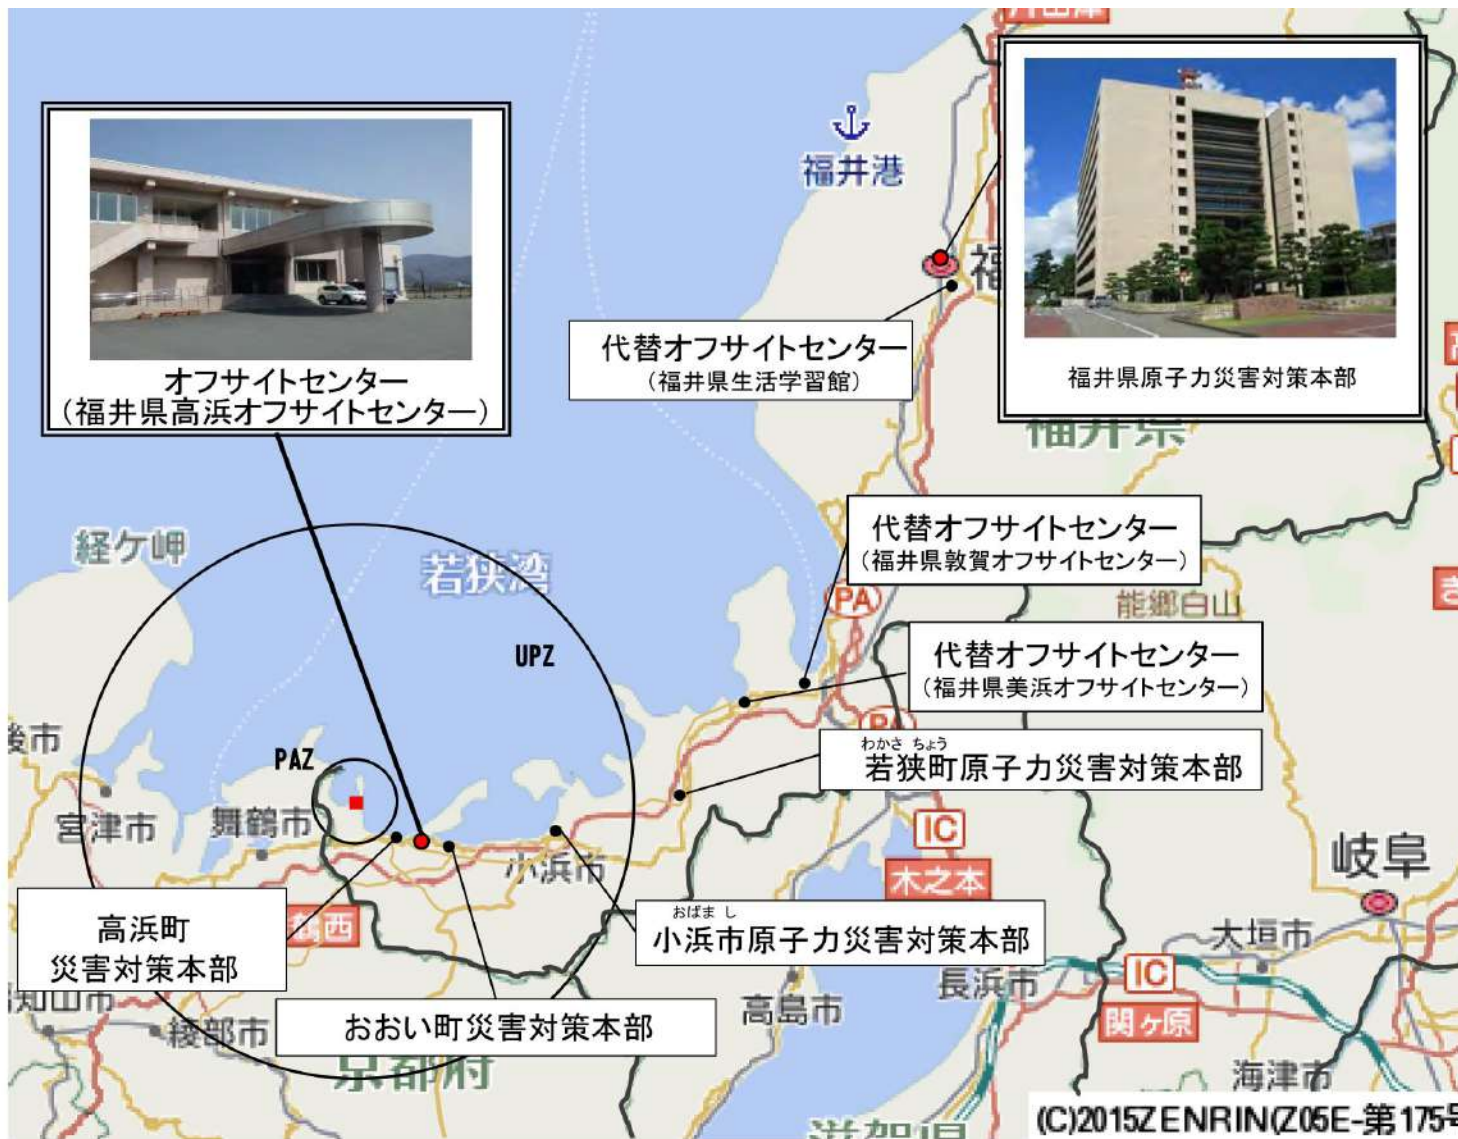 福井港
オフサイトセンター
（福井県高浜オフサイトセンター）
代替オフサイトセンター
（福井県生活学習館）
福井県原子力災害対策本部
福井県
経ケ岬
若狭湾
代替オフサイトセンター
（福井県敦賀オフサイトセンター）
PA
能郷白山
UPZ
代替オフサイトセンター
（福井県美浜オフサイトセンター）
PA
わかさ ちょう
若狭町原子力災害対策本部
PAZ
宮津市
舞鶴市
小浜市
IC
木之本
岐阜
高浜町
災害対策本部
おばま し
小浜市原子力災害対策本部
大垣市
長浜市
IC
関ヶ原
高島市
綾部市
おおい町災害対策本部
京都府
海津市
滋賀県
(C)2015ZENRIN(Z05E-第175号